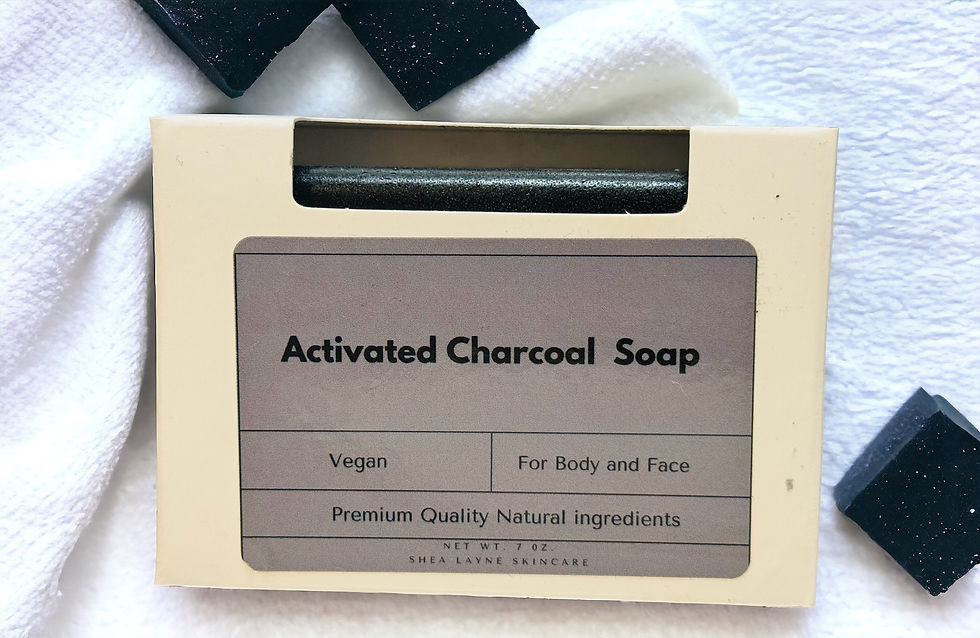 Activated Charcoal Soap
Vegan
For Body and Face
Premium Quality Natural ingredients
NET WT. 7 OZ.
SHEA LAYNE SKINCARE